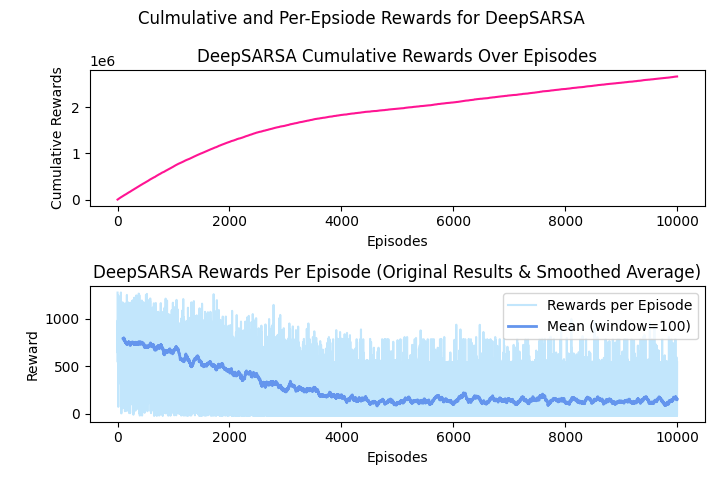 Culmulative and Per-Epsiode Rewards for DeepSARSA
DeepSARSA Cumulative Rewards Over Episodes
1e6
Cumulative Rewards
2
1
0
0 2000 4000 6000 8000 10000
Episodes
DeepSARSA Rewards Per Episode (Original Results & Smoothed Average)
Rewards per Episode
Mean (window=100)
Reward
1000
500
0
0 2000 4000 6000 8000 10000
Episodes